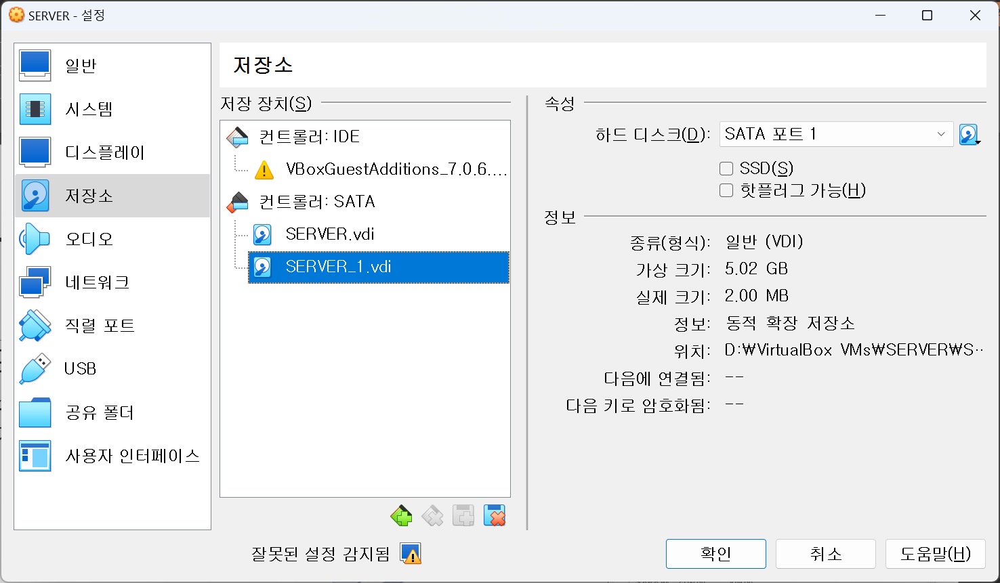 SERVER - 설정
일반
시스템
디스플레이
저장소
오디오
네트워크
직렬 포트
USB
공유 폴더
사용자 인터페이스
저장소
저장 장치(S)
컨트롤러: IDE
VBoxGuestAdditions_7.0.6....
컨트롤러: SATA
SERVER.vdi
SERVER_1.vdi
속성
하드 디스크(D): SATA 포트 1
SSD(S)
핫플러그 가능(H)
정보
종류(형식): 일반 (VDI)
가상 크기: 5.02 GB
실제 크기: 2.00 MB
정보: 동적 확장 저장소
위치: D:₩VirtualBox VMs₩SERVER₩S··
다음에 연결됨: --
다음 키로 암호화됨: --
잘못된 설정 감지됨
확인
취소
도움말(H)